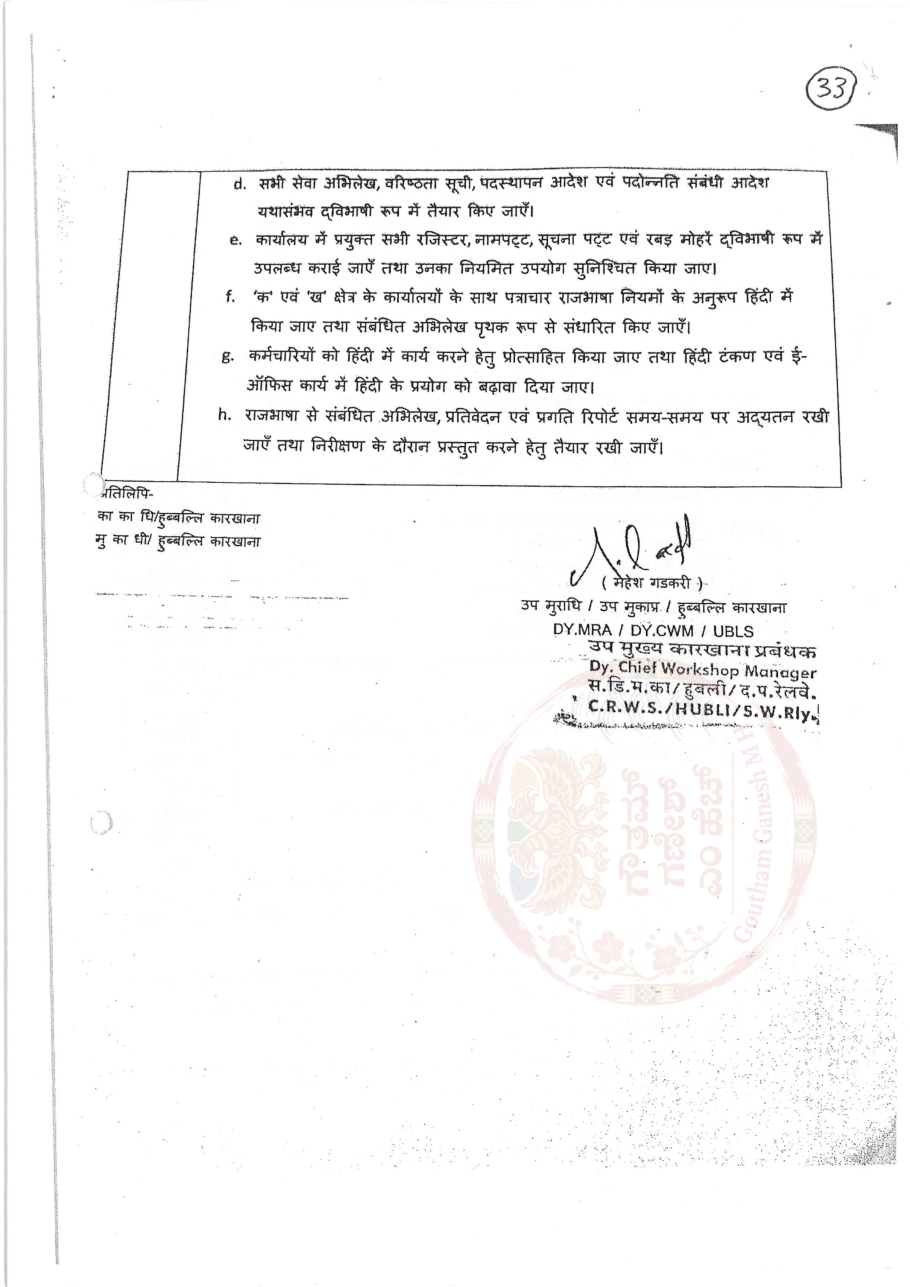 33
d. सभी सेवा अभिलेख, वरिष्ठता सूची, पदस्थापन आदेश एवं पदोन्नति संबंधी आदेश
यथासंभव द्विभाषी रूप में तैयार किए जाएँ।
e. कार्यालय में प्रयुक्त सभी रजिस्टर, नामपट्ट, सूचना पट्ट एवं रबड़ मोहरें द्विभाषी रूप में
उपलब्ध कराई जाएँ तथा उनका नियमित उपयोग सुनिश्चित किया जाए।
f. 'क' एवं 'ख' क्षेत्र के कार्यालयों के साथ पत्राचार राजभाषा नियमों के अनुरूप हिंदी में
किया जाए तथा संबंधित अभिलेख पृथक रूप से संधारित किए जाएँ।
g. कर्मचारियों को हिंदी में कार्य करने हेतु प्रोत्साहित किया जाए तथा हिंदी टंकण एवं ई-
ऑफिस कार्य में हिंदी के प्रयोग को बढ़ावा दिया जाए।
h. राजभाषा से संबंधित अभिलेख, प्रतिवेदन एवं प्रगति रिपोर्ट समय-समय पर अद्यतन रखी
जाएँ तथा निरीक्षण के दौरान प्रस्तुत करने हेतु तैयार रखी जाएँ।
प्रतिलिपि-
का का धि/हुब्बल्लि कारखाना
मु का धी/ हुब्बल्लि कारखाना
( मेहेश गडकरी )
उप मुराधि / उप मुकाप्र / हुब्बल्लि कारखाना
DY.MRA / DY.CWM / UBLS
उप मुख्य कारखाना प्रबंधक
Dy. Chief Workshop Manager
स.डि.म.का/हुबली/द.प.रेलवे.
C.R.W.S./HUBLI/S.W.Rly.
ಗೌತಮ್
ಗಣೇಶ್
ಎಂ ಹೆಚ್
Goutham Ganesh M H